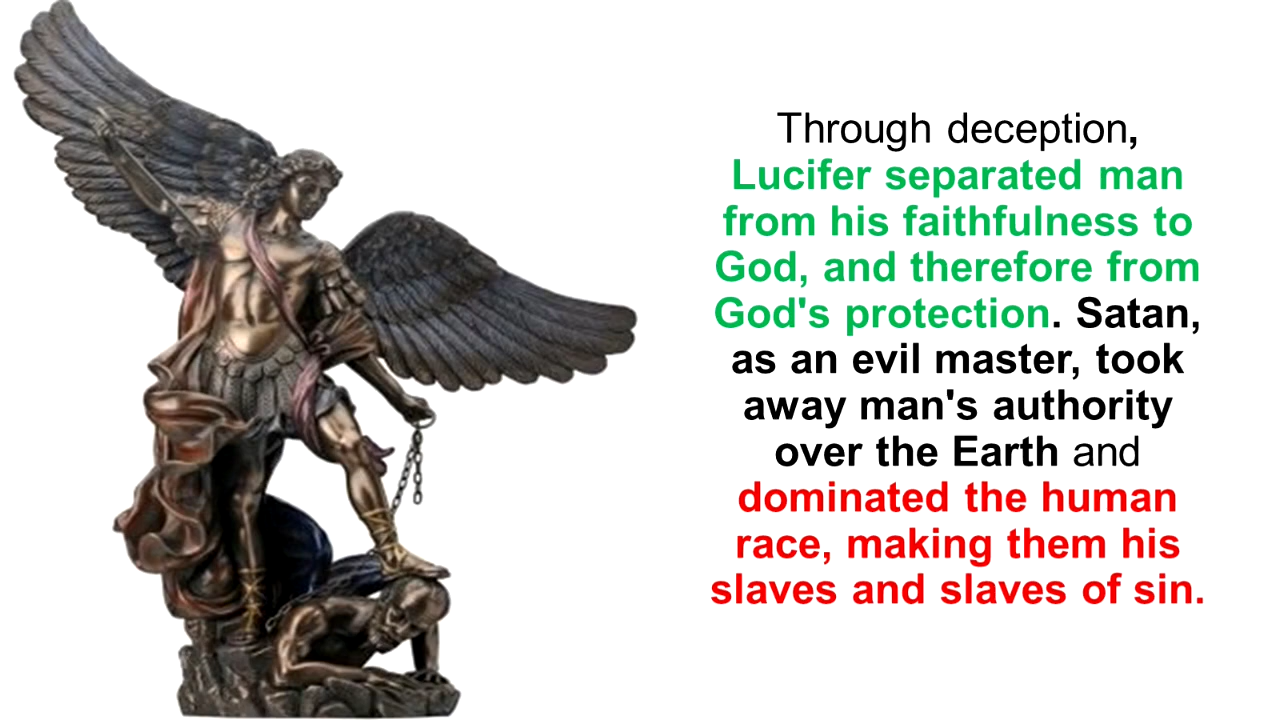 Through deception,
Lucifer separated man
from his faithfulness to
God, and therefore from
God's protection. Satan,
as an evil master, took
away man's authority
over the Earth and
dominated the human
race, making them his
slaves and slaves of sin.